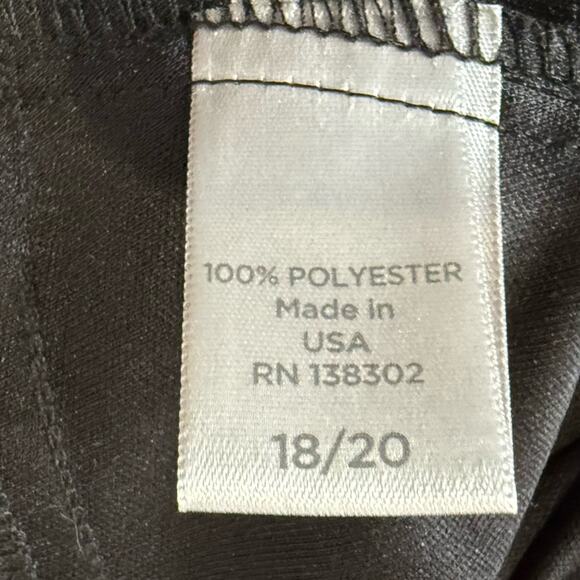 100% POLYESTER
Made in
USA
RN 138302
18/20